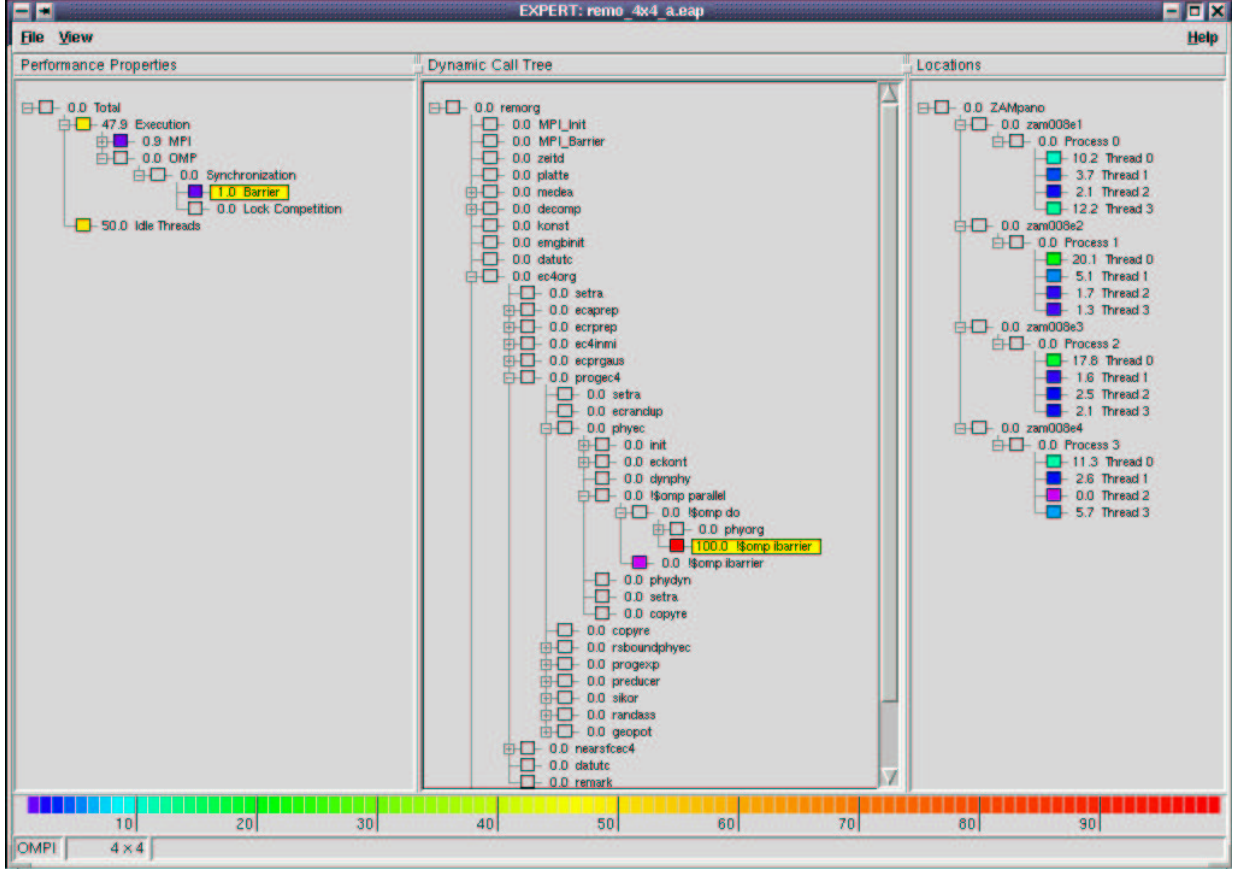 EXPERT: remo_4x4_a.eap
File View Help
Performance Properties
0.0 Total
47.9 Execution
0.9 MPI
0.0 OMP
0.0 Synchronization
1.0 Barrier
0.0 Lock Competition
50.0 Idle Threads
Dynamic Call Tree
0.0 remorg
0.0 MPI_Init
0.0 MPI_Barrier
0.0 zeitd
0.0 platte
0.0 medea
0.0 decomp
0.0 konst
0.0 emgbinit
0.0 datutc
0.0 ec4org
0.0 setra
0.0 ecaprep
0.0 ecrprep
0.0 ec4inmi
0.0 ecprgaus
0.0 progec4
0.0 setra
0.0 ecrandup
0.0 phyec
0.0 init
0.0 eckont
0.0 dynphy
0.0 !$omp parallel
0.0 !$omp do
0.0 phyorg
100.0 !$omp ibarrier
0.0 !$omp ibarrier
0.0 phydyn
0.0 setra
0.0 copyre
0.0 copyre
0.0 rsboundphyec
0.0 progexp
0.0 preducer
0.0 sikor
0.0 randass
0.0 geopot
0.0 nearsfcec4
0.0 datutc
0.0 remark
Locations
0.0 ZAMpano
0.0 zam008e1
0.0 Process 0
10.2 Thread 0
3.7 Thread 1
2.1 Thread 2
12.2 Thread 3
0.0 zam008e2
0.0 Process 1
20.1 Thread 0
5.1 Thread 1
1.7 Thread 2
1.3 Thread 3
0.0 zam008e3
0.0 Process 2
17.8 Thread 0
1.6 Thread 1
2.5 Thread 2
2.1 Thread 3
0.0 zam008e4
0.0 Process 3
11.3 Thread 0
2.6 Thread 1
0.0 Thread 2
5.7 Thread 3
10 20 30 40 50 60 70 80 90
OMPI 4 x 4